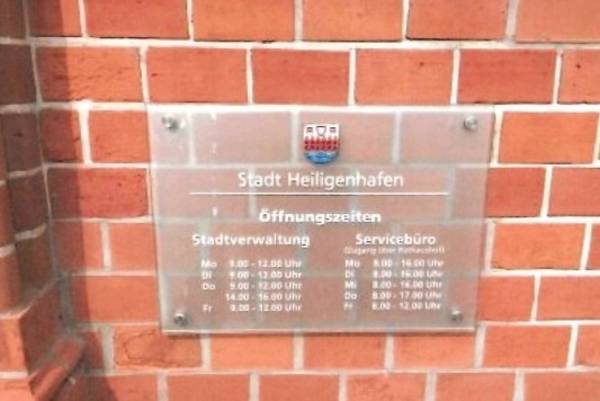 Stadt Heiligenhafen
Öffnungszeiten
Stadtverwaltung
Mo 9.00 - 12.00 Uhr
Di 9.00 - 12.00 Uhr
Do 9.00 - 12.00 Uhr
14.00 - 16.00 Uhr
Fr 9.00 - 12.00 Uhr
Servicebüro
(Zugang über Rathaushof)
Mo 8.00 - 16.00 Uhr
Di 8.00 - 16.00 Uhr
Mi 8.00 - 16.00 Uhr
Do 8.00 - 17.00 Uhr
Fr 8.00 - 12.00 Uhr